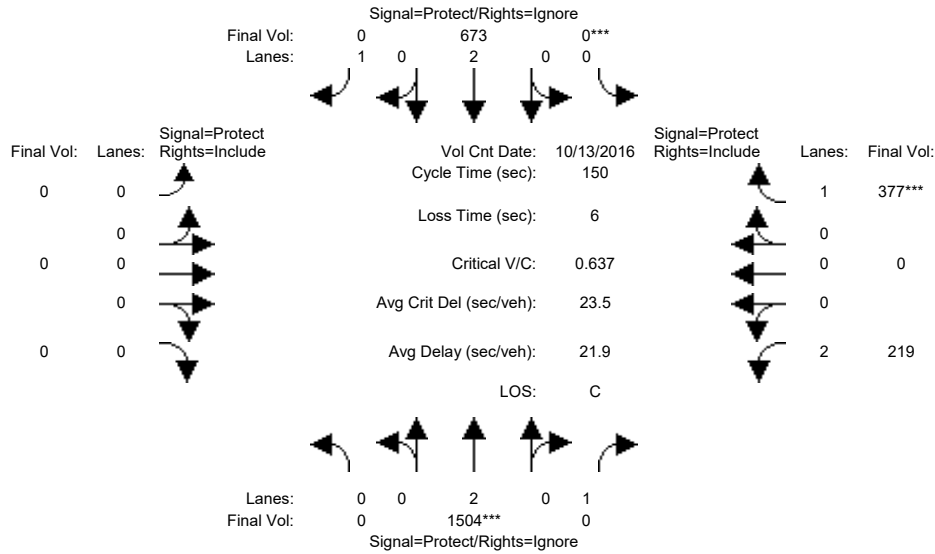 Signal=Protect/Rights=Ignore
Final Vol: 0 673 0***
Lanes: 1 0 2 0 0
Signal=Protect
Final Vol: Lanes: Rights=Include
Vol Cnt Date: 10/13/2016
Signal=Protect
Rights=Include Lanes: Final Vol:
Cycle Time (sec): 150
0 0
1 377***
Loss Time (sec): 6
0
0
0 0
Critical V/C: 0.637
0 0
0
Avg Crit Del (sec/veh): 23.5
0
0 0
Avg Delay (sec/veh): 21.9
2 219
LOS: C
Lanes: 0 0 2 0 1
Final Vol: 0 1504*** 0
Signal=Protect/Rights=Ignore